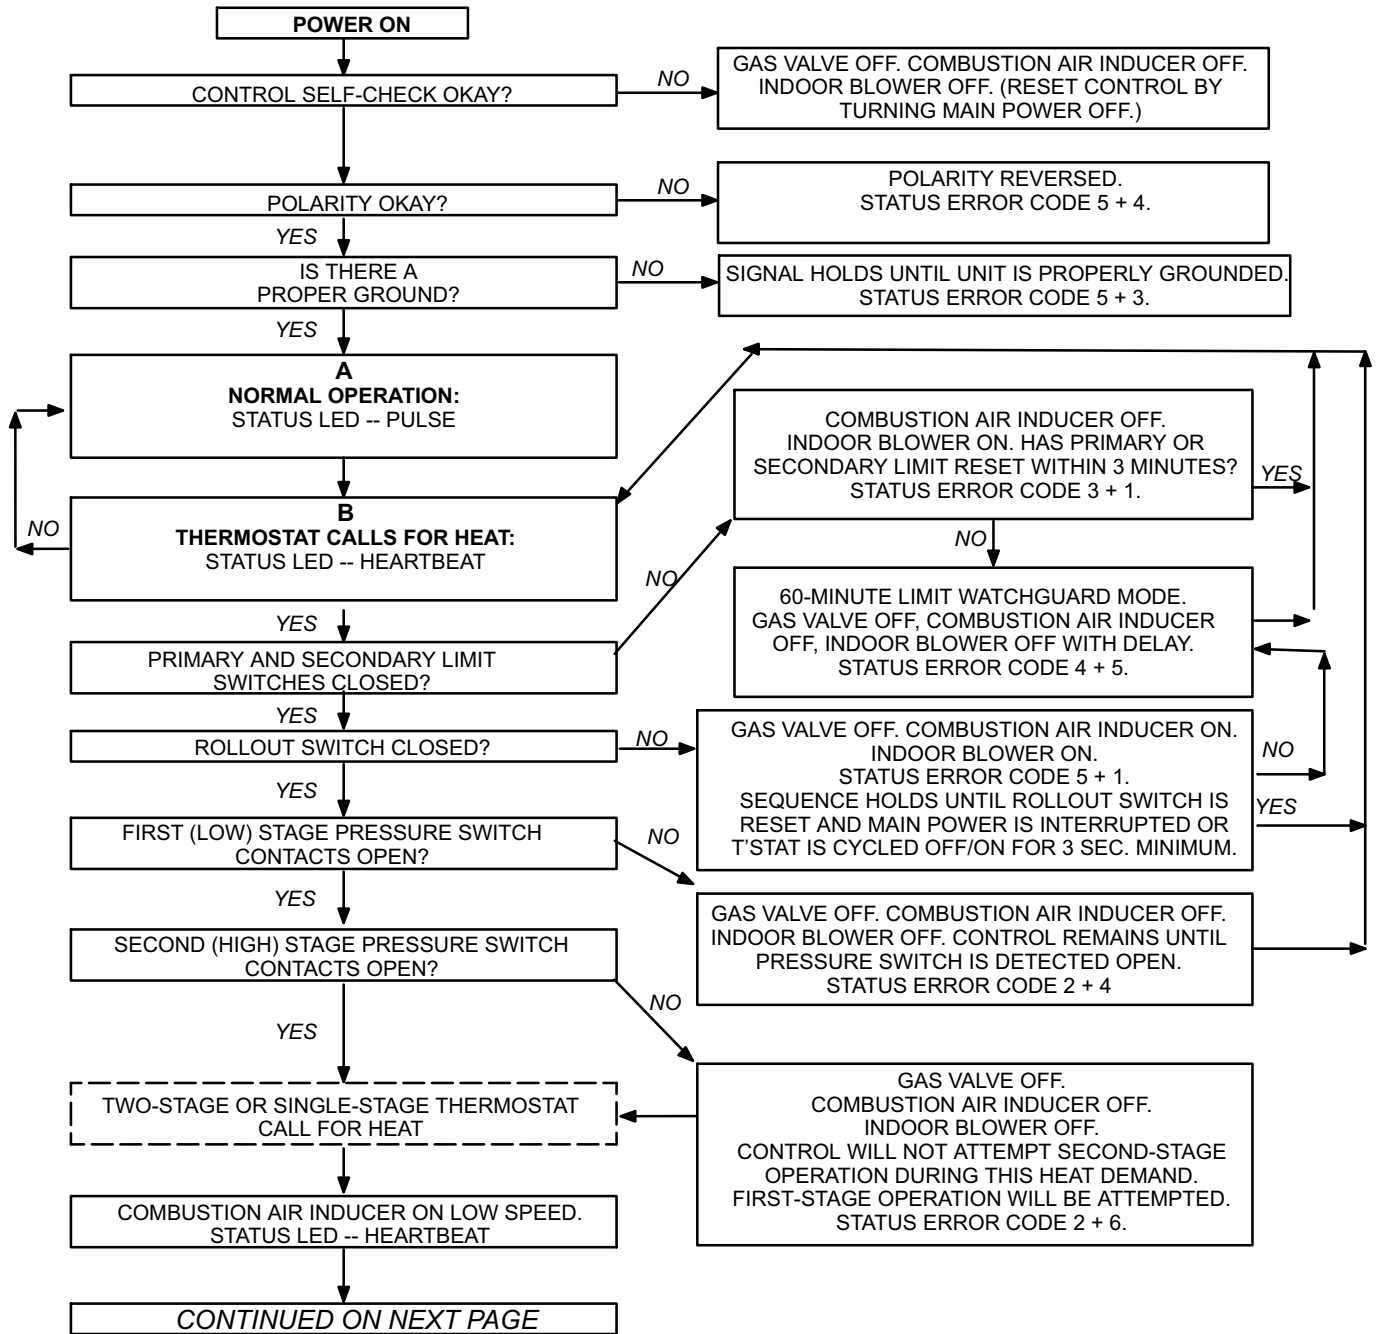 POWER ON
CONTROL SELF-CHECK OKAY?
NO
GAS VALVE OFF. COMBUSTION AIR INDUCER OFF.
INDOOR BLOWER OFF. (RESET CONTROL BY
TURNING MAIN POWER OFF.)
POLARITY OKAY?
NO
POLARITY REVERSED.
STATUS ERROR CODE 5 + 4.
YES
IS THERE A
PROPER GROUND?
NO
SIGNAL HOLDS UNTIL UNIT IS PROPERLY GROUNDED.
STATUS ERROR CODE 5 + 3.
YES
A
NORMAL OPERATION:
STATUS LED -- PULSE
B
THERMOSTAT CALLS FOR HEAT:
STATUS LED -- HEARTBEAT
NO
COMBUSTION AIR INDUCER OFF.
INDOOR BLOWER ON. HAS PRIMARY OR
SECONDARY LIMIT RESET WITHIN 3 MINUTES?
STATUS ERROR CODE 3 + 1.
YES
NO
NO
60-MINUTE LIMIT WATCHGUARD MODE.
GAS VALVE OFF, COMBUSTION AIR INDUCER
OFF, INDOOR BLOWER OFF WITH DELAY.
STATUS ERROR CODE 4 + 5.
YES
PRIMARY AND SECONDARY LIMIT
SWITCHES CLOSED?
YES
ROLLOUT SWITCH CLOSED?
NO
GAS VALVE OFF. COMBUSTION AIR INDUCER ON.
INDOOR BLOWER ON.
STATUS ERROR CODE 5 + 1.
SEQUENCE HOLDS UNTIL ROLLOUT SWITCH IS
RESET AND MAIN POWER IS INTERRUPTED OR
T'STAT IS CYCLED OFF/ON FOR 3 SEC. MINIMUM.
NO
YES
YES
FIRST (LOW) STAGE PRESSURE SWITCH
CONTACTS OPEN?
NO
GAS VALVE OFF. COMBUSTION AIR INDUCER OFF.
INDOOR BLOWER OFF. CONTROL REMAINS UNTIL
PRESSURE SWITCH IS DETECTED OPEN.
STATUS ERROR CODE 2 + 4
YES
SECOND (HIGH) STAGE PRESSURE SWITCH
CONTACTS OPEN?
NO
GAS VALVE OFF.
COMBUSTION AIR INDUCER OFF.
INDOOR BLOWER OFF.
CONTROL WILL NOT ATTEMPT SECOND-STAGE
OPERATION DURING THIS HEAT DEMAND.
FIRST-STAGE OPERATION WILL BE ATTEMPTED.
STATUS ERROR CODE 2 + 6.
YES
TWO-STAGE OR SINGLE-STAGE THERMOSTAT
CALL FOR HEAT
COMBUSTION AIR INDUCER ON LOW SPEED.
STATUS LED -- HEARTBEAT
CONTINUED ON NEXT PAGE